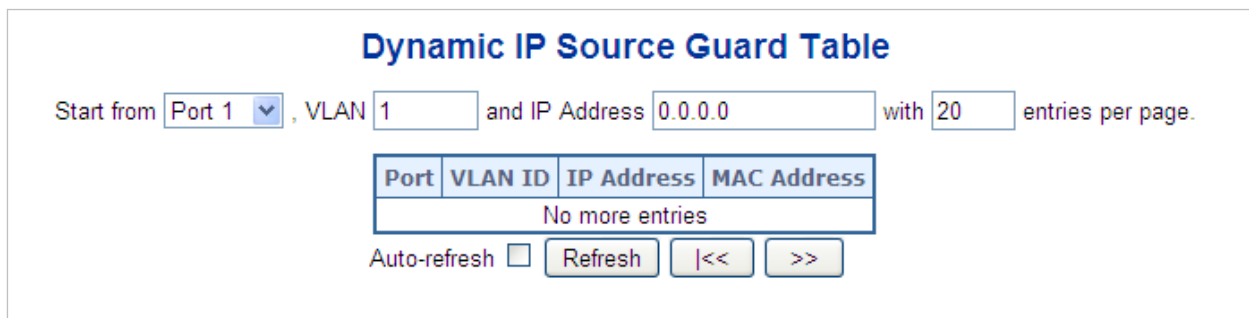 Dynamic IP Source Guard Table
Start from Port 1 , VLAN 1 and IP Address 0.0.0.0 with 20 entries per page.
Port VLAN ID IP Address MAC Address
No more entries
Auto-refresh Refresh |<< >>